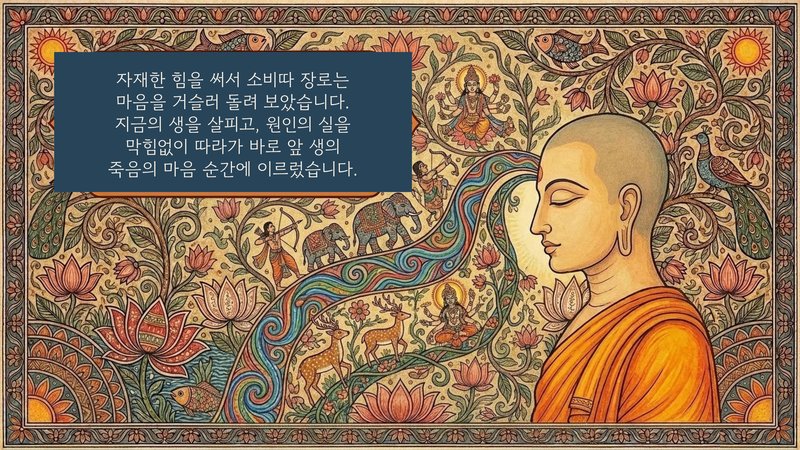 자재한 힘을 써서 소비따 장로는
마음을 거슬러 돌려 보았습니다.
지금의 생을 살피고, 원인의 실을
막힘없이 따라가 바로 앞 생의
죽음의 마음 순간에 이르렀습니다.